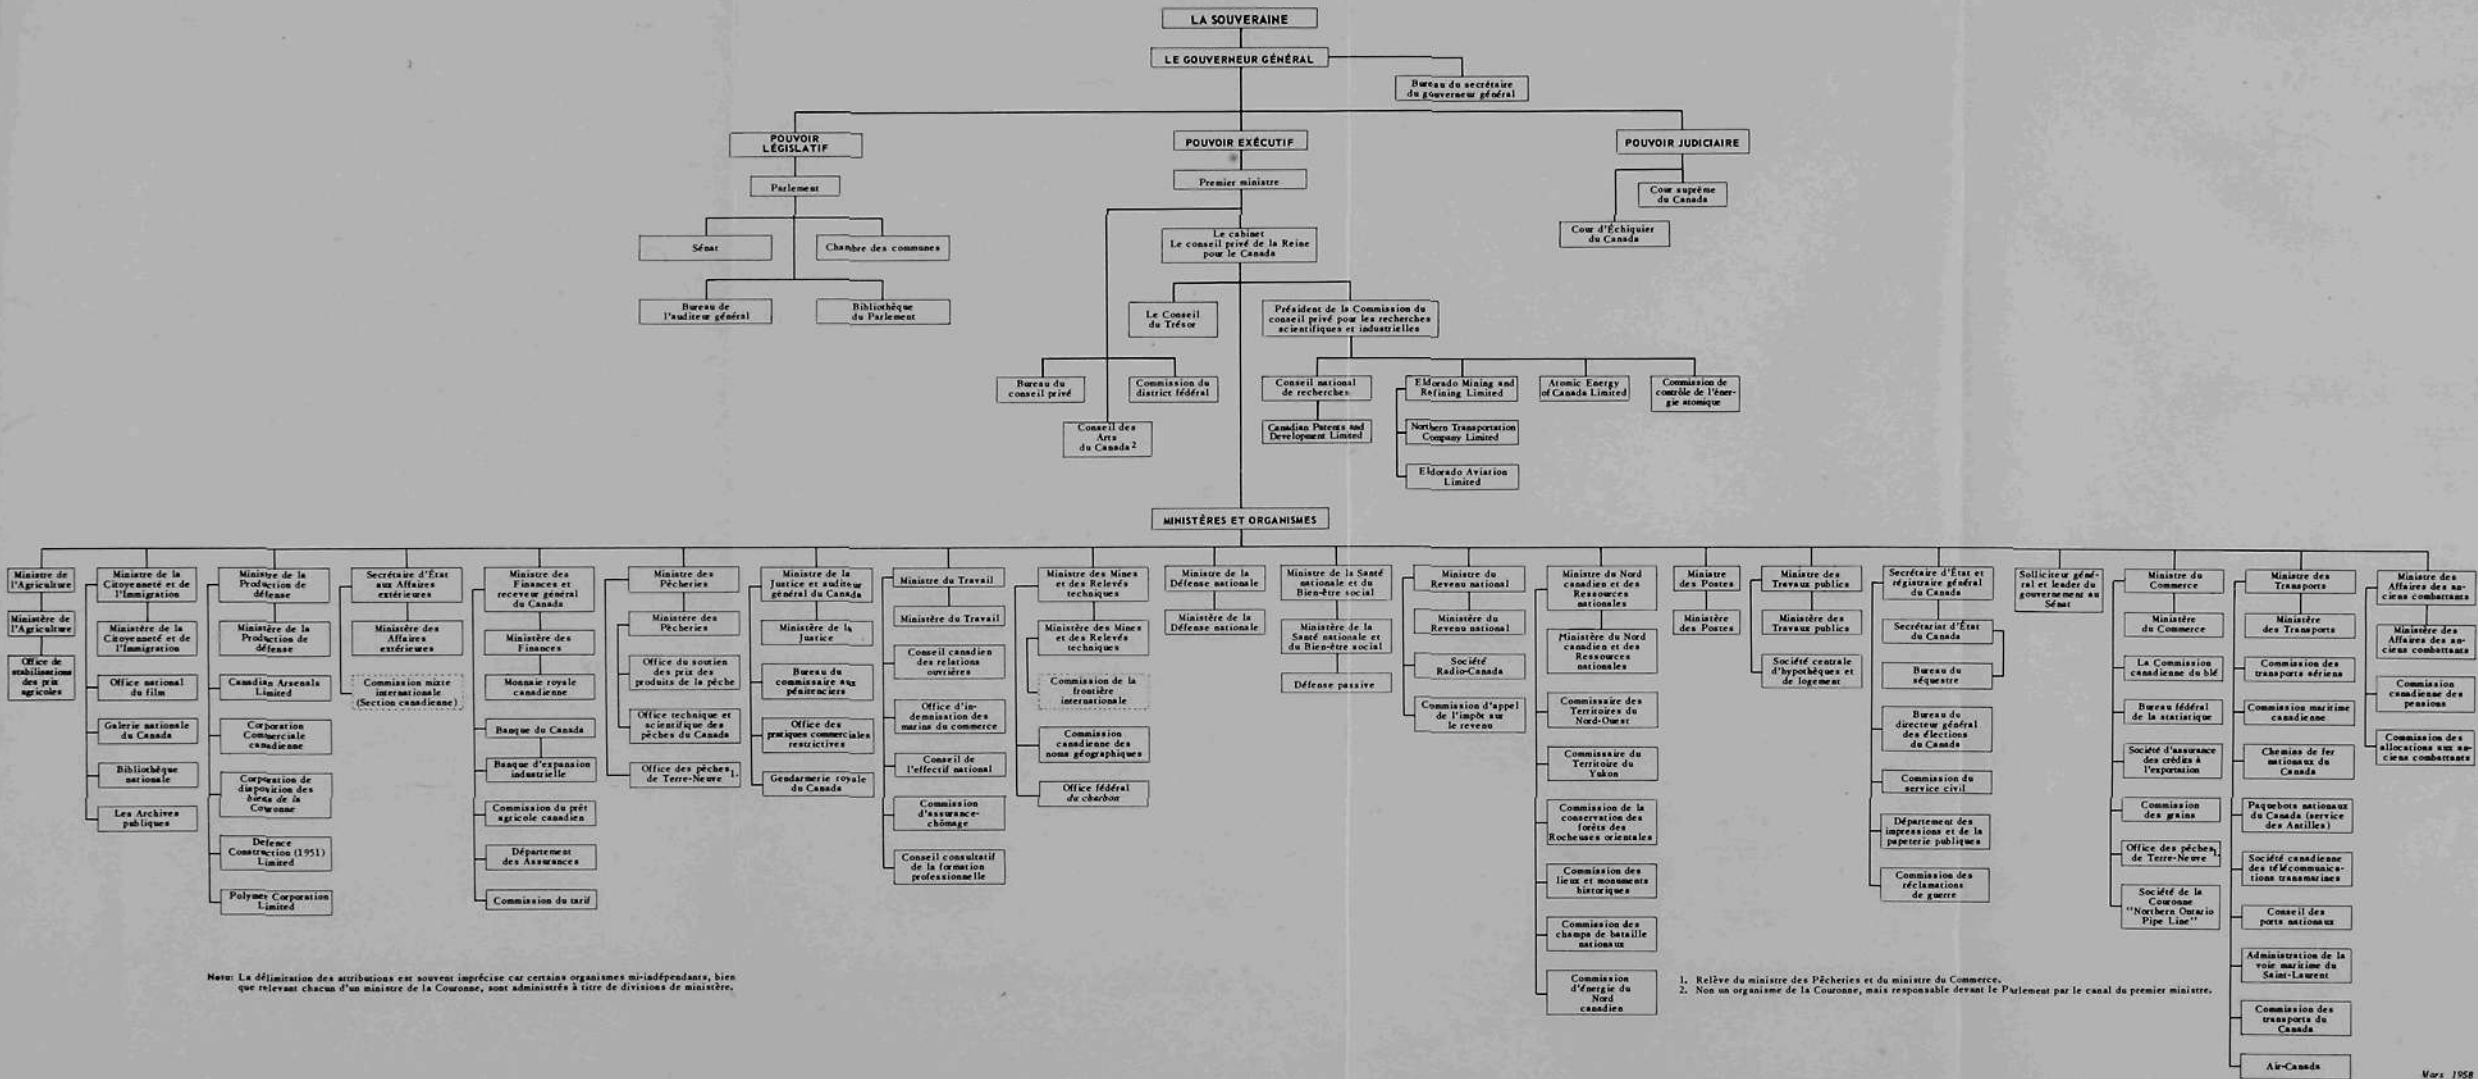 LA SOUVERAINE
LE GOUVERNEUR GÉNÉRAL
Bureau du secrétaire
du gouverneur général
POUVOIR
LÉGISLATIF
POUVOIR EXÉCUTIF
POUVOIR JUDICIAIRE
Parlement
Premier ministre
Cour suprême
du Canada
Cour d'Échiquier
du Canada
Sénat
Chambre des communes
Le cabinet
Le conseil privé de la Reine
pour le Canada
Bureau de
l'auditeur général
Bibliothèque
du Parlement
Le Conseil
du Trésor
Président de la Commission du
conseil privé pour les recherches
scientifiques et industrielles
Bureau du
conseil privé
Commission du
district fédéral
Conseil des
Arts
du Canada 2
Conseil national
de recherches
Canadian Patents and
Development Limited
Eldorado Mining and
Refining Limited
Northern Transportation
Company Limited
Eldorado Aviation
Limited
Atomic Energy
of Canada Limited
Commission de
contrôle de l'éner-
gie atomique
MINISTÈRES ET ORGANISMES
Ministre de
l'Agriculture
Ministère de
l'Agriculture
Office de
stabilisations
des prix
agricoles
Ministre de la
Citoyenneté et de
l'Immigration
Ministère de la
Citoyenneté et de
l'Immigration
Office national
du film
Galerie nationale
du Canada
Bibliothèque
nationale
Les Archives
publiques
Ministre de la
Production de
défense
Ministère de la
Production de
défense
Canadian Arsenals
Limited
Corporation
Commerciale
canadienne
Corporation de
disposition des
biens de la
Couronne
Defence
Construction (1951)
Limited
Polymer Corporation
Limited
Secrétaire d'État
aux Affaires
extérieures
Ministère des
Affaires
extérieures
Commission mixte
internationale
(Section canadienne)
Ministre des
Finances et
receveur général
du Canada
Ministère des
Finances
Monnaie royale
canadienne
Banque du Canada
Banque d'expansion
industrielle
Commission du prêt
agricole canadien
Département
des Assurances
Commission du tarif
Ministre des
Pêcheries
Ministère des
Pêcheries
Office du soutien
des prix des
produits de la pêche
Office technique et
scientifique des
pêches du Canada
Office des pêches 1.
de Terre-Neuve
Ministre de la
Justice et auditeur
général du Canada
Ministère de la
Justice
Bureau du
commissaire aux
pénitenciers
Office des
pratiques commerciales
restrictives
Gendarmerie royale
du Canada
Ministre du Travail
Ministère du Travail
Conseil canadien
des relations
ouvrières
Office d'in-
demnisation des
marins du commerce
Conseil de
l'effectif national
Commission
d'assurance-
chômage
Conseil consultatif
de la formation
professionnelle
Ministre des Mines
et des Relevés
techniques
Ministère des Mines
et des Relevés
techniques
Commission de la
frontière
internationale
Commission
canadienne des
noms géographiques
Office fédéral
du charbon
Ministre de la
Défense nationale
Ministère de la
Défense nationale
Ministre de la Santé
nationale et du
Bien-être social
Ministère de la
Santé nationale et
du Bien-être social
Défense passive
Ministre du
Revenu national
Ministère du
Revenu national
Société
Radio-Canada
Commission d'appel
de l'impôt sur
le revenu
Ministre du Nord
canadien et des
Ressources
nationales
Ministère du Nord
canadien et des
Ressources
nationales
Commissaire des
Territoires du
Nord-Ouest
Commissaire du
Territoire du
Yukon
Commission de la
conservation des
forêts des
Rocheuses orientales
Commission des
lieux et monuments
historiques
Commission des
champs de bataille
nationaux
Commission
d'énergie du
Nord
canadien
Ministre
des Postes
Ministère
des Postes
Ministre des
Travaux publics
Ministère des
Travaux publics
Société centrale
d'hypothèques et
de logement
Secrétaire d'État et
régistraire général
du Canada
Secrétariat d'État
du Canada
Bureau du
séquestre
Bureau du
directeur général
des élections
du Canada
Commission du
service civil
Département des
impressions et de la
papeterie publiques
Commission des
réclamations
de guerre
Solliciteur géné-
ral et leader du
gouvernement au
Sénat
Ministre du
Commerce
Ministère
du Commerce
La Commission
canadienne du blé
Bureau fédéral
de la statistique
Société d'assurance
des crédits à
l'exportation
Commission
des grains
Office des pêches 1.
de Terre-Neuve
Société de la
Couronne
"Northern Ontario
Pipe Line"
Ministre des
Transports
Ministère
des Transports
Commission des
transports aériens
Commission maritime
canadienne
Chemins de fer
nationaux du
Canada
Paquebots nationaux
du Canada (service
des Antilles)
Société canadienne
des télécommunica-
tions transmarines
Conseil des
ports nationaux
Administration de la
voie maritime du
Saint-Laurent
Commission des
transports du
Canada
Air-Canada
Ministre des
Affaires des an-
ciens combattants
Ministère des
Affaires des an-
ciens combattants
Commission
canadienne des
pensions
Commission des
allocations aux an-
ciens combattants
Nota: La délimitation des attributions est souvent imprécise car certains organismes mi-indépendants, bien
que relevant chacun d'un ministre de la Couronne, sont administrés à titre de divisions de ministère.
1. Relève du ministre des Pêcheries et du ministre du Commerce.
2. Non un organisme de la Couronne, mais responsable devant le Parlement par le canal du premier ministre.
Mars 1958